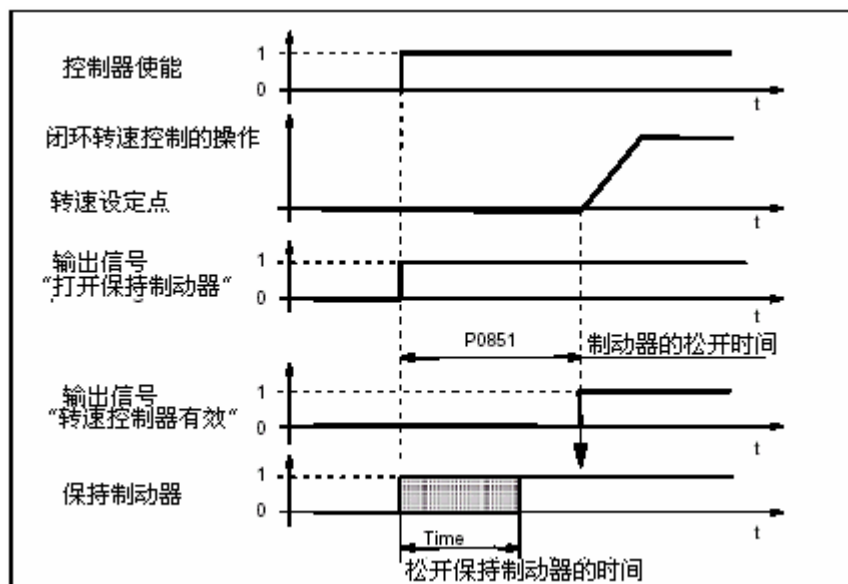 控制器使能
1
0
t
闭环转速控制的操作
转速设定点
t
输出信号
“打开保持制动器“
1
0
t
P0851
制动器的松开时间
输出信号
“转速控制器有效“
1
0
t
保持制动器
1
0
t
Time
松开保持制动器的时间